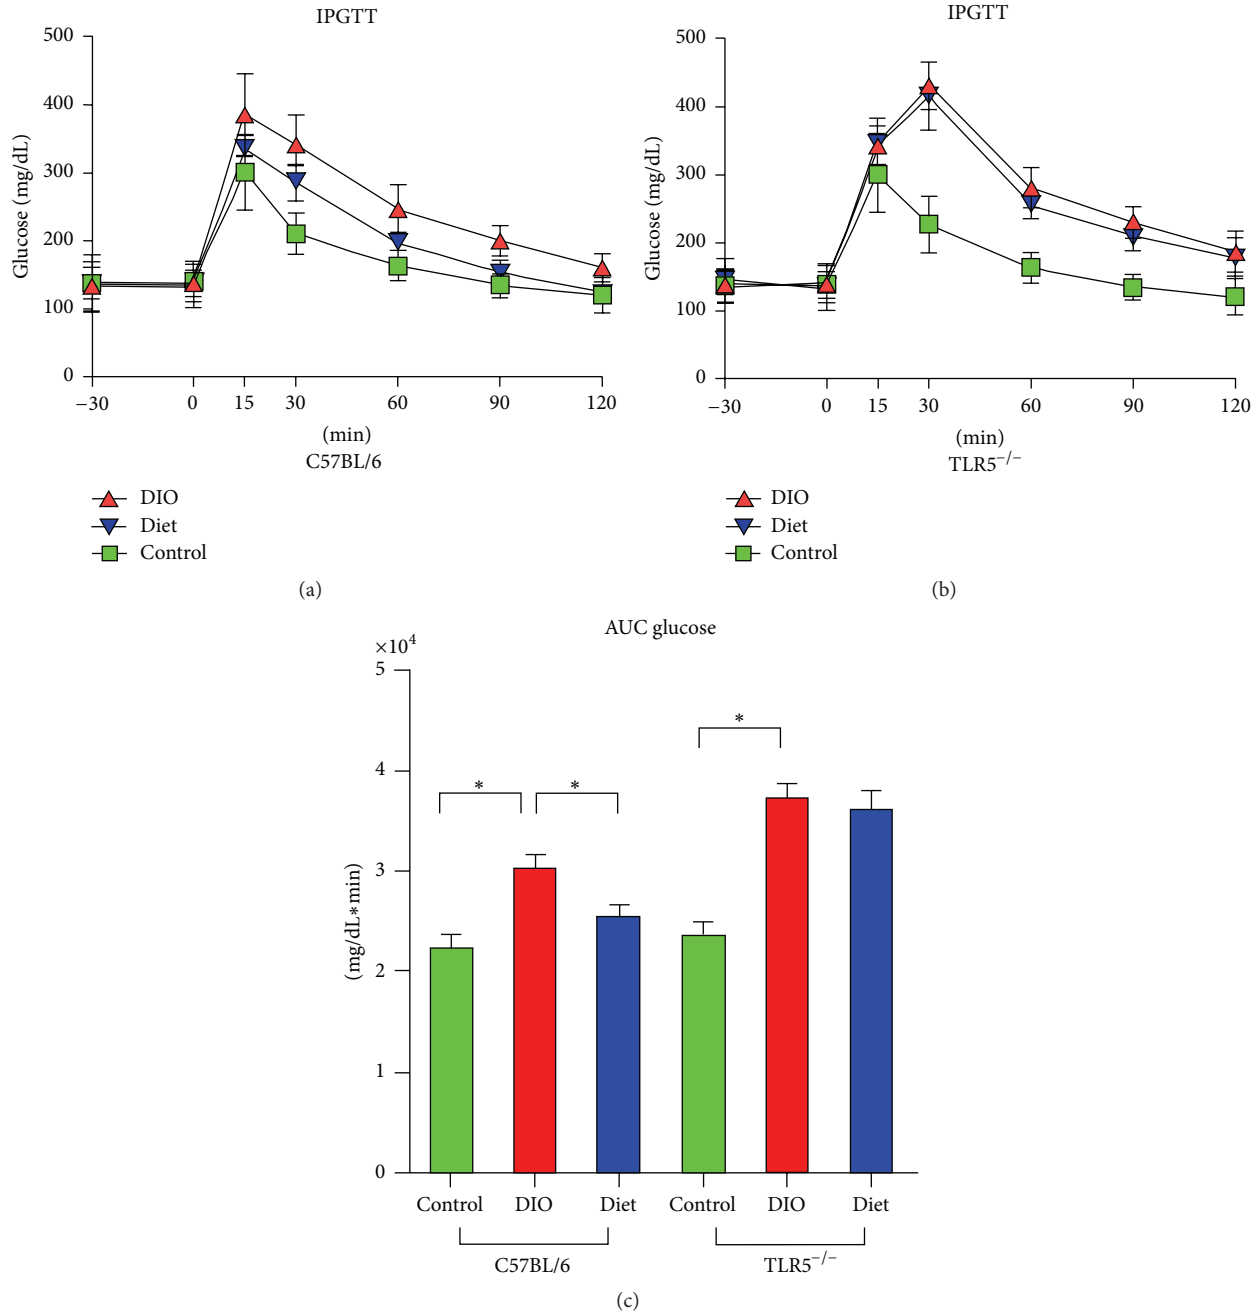 IPGTT
500
400
300
200
100
0
Glucose (mg/dL)
−30 0 15 30 60 90 120
(min)
C57BL/6
DIO
Diet
Control
(a)
IPGTT
500
400
300
200
100
0
Glucose (mg/dL)
−30 0 15 30 60 90 120
(min)
TLR5−/−
DIO
Diet
Control
(b)
AUC glucose
×10⁴
5
4
3
2
1
0
(mg/dL∗min)
∗ ∗ ∗
Control DIO Diet Control DIO Diet
C57BL/6 TLR5−/−
(c)